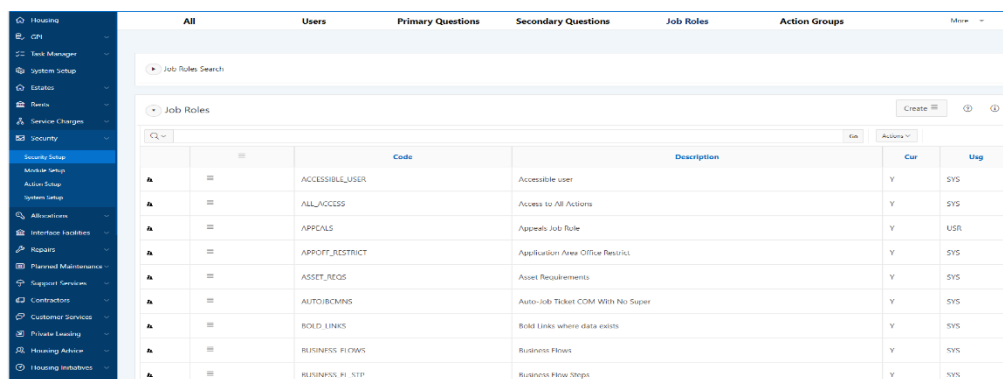 Housing
GPI
Task Manager
System Setup
Estates
Rents
Service Charges
Security
Security Setup
Module Setup
Action Setup
System Setup
Allocations
Interface Facilities
Repairs
Planned Maintenance
Support Services
Contractors
Customer Services
Private Leasing
Housing Advice
Housing Initiatives
All Users Primary Questions Secondary Questions Job Roles Action Groups More
Job Roles Search
Job Roles Create
Go Actions
Code Description Cur Usg
ACCESSIBLE_USER Accessible user Y SYS
ALL_ACCESS Access to All Actions Y SYS
APPEALS Appeals Job Role Y USR
APPOFF_RESTRICT Application Area Office Restrict Y SYS
ASSET_REQS Asset Requirements Y SYS
AUTOJBCMNS Auto-Job Ticket COM With No Super Y SYS
BOLD_LINKS Bold Links where data exists Y SYS
BUSINESS_FLOWS Business Flows Y SYS
BUSINESS_FL_STP Business Flow Steps Y SYS